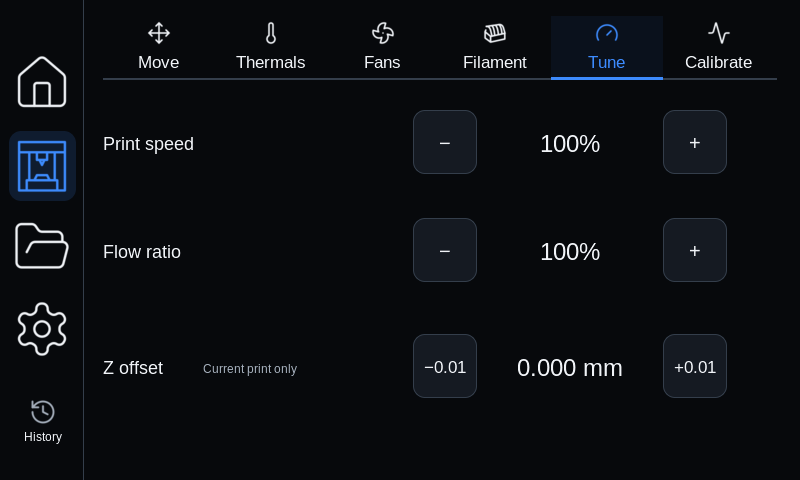 Move
Thermals
Fans
Filament
Tune
Calibrate
Print speed
−
100%
+
Flow ratio
−
100%
+
Z offset
Current print only
−0.01
0.000 mm
+0.01
History